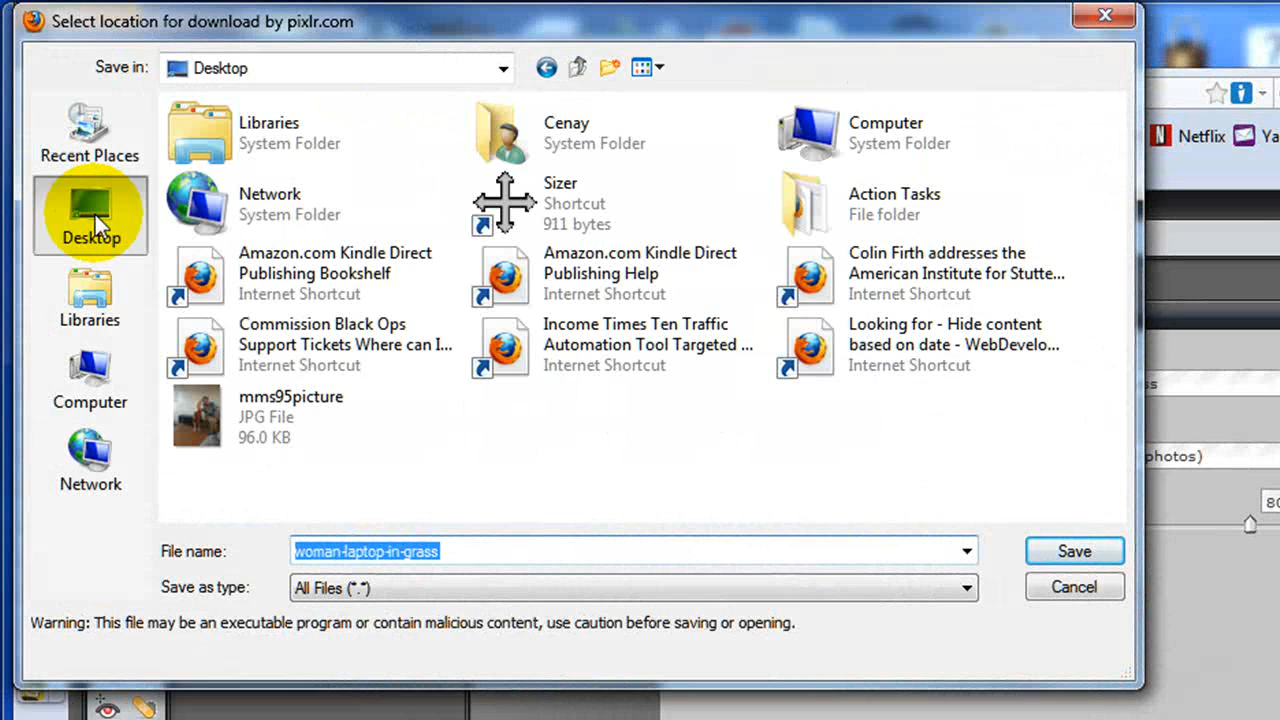 Select location for download by pixlr.com
Save in:
Desktop
Recent Places
Desktop
Libraries
Computer
Network
Libraries
System Folder
Cenay
System Folder
Computer
System Folder
Network
System Folder
Sizer
Shortcut
911 bytes
Action Tasks
File folder
Amazon.com Kindle Direct
Publishing Bookshelf
Internet Shortcut
Amazon.com Kindle Direct
Publishing Help
Internet Shortcut
Colin Firth addresses the
American Institute for Stutte...
Internet Shortcut
Commission Black Ops
Support Tickets Where can I...
Internet Shortcut
Income Times Ten Traffic
Automation Tool Targeted ...
Internet Shortcut
Looking for - Hide content
based on date - WebDevelo...
Internet Shortcut
mms95picture
JPG File
96.0 KB
File name:
woman-laptop-in-grass
Save
Save as type:
All Files (*.*)
Cancel
Warning: This file may be an executable program or contain malicious content, use caution before saving or opening.
N Netflix
Ya
ss
photos)
80